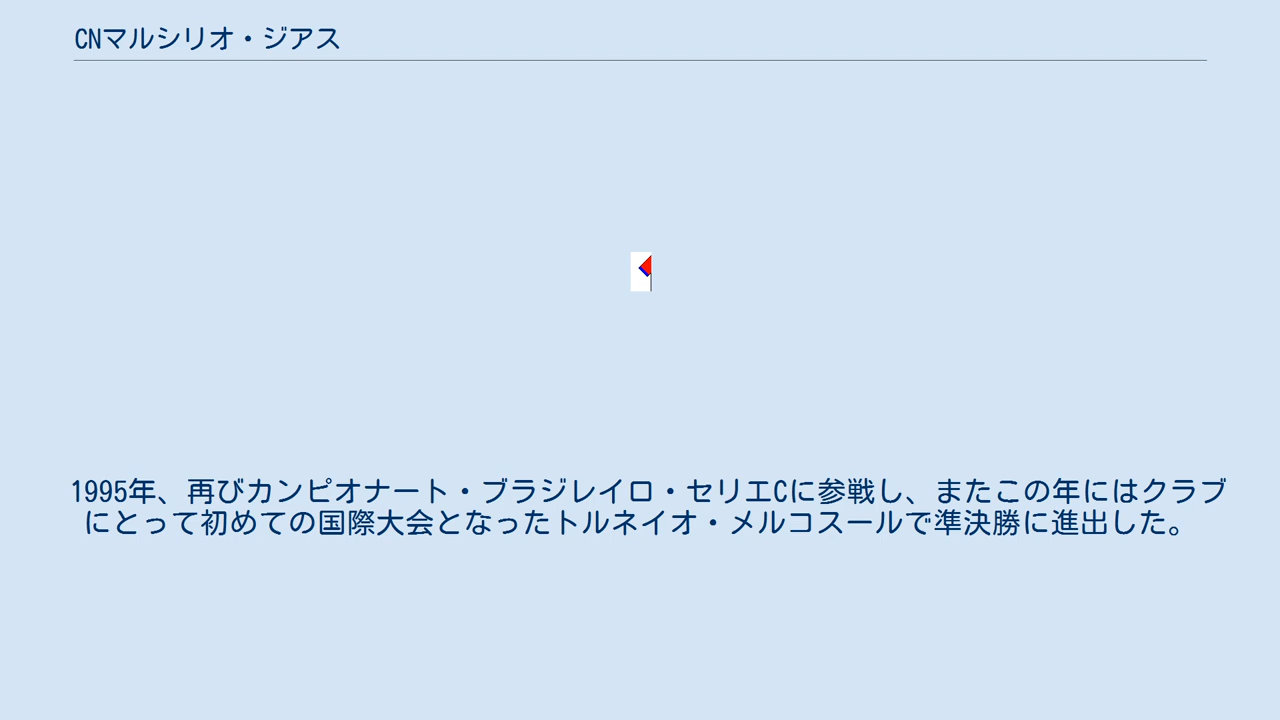 CNマルシリオ・ジアス
1995年、再びカンピオナート・ブラジレイロ・セリエCに参戦し、またこの年にはクラブ
にとって初めての国際大会となったトルネイオ・メルコスールで準決勝に進出した。